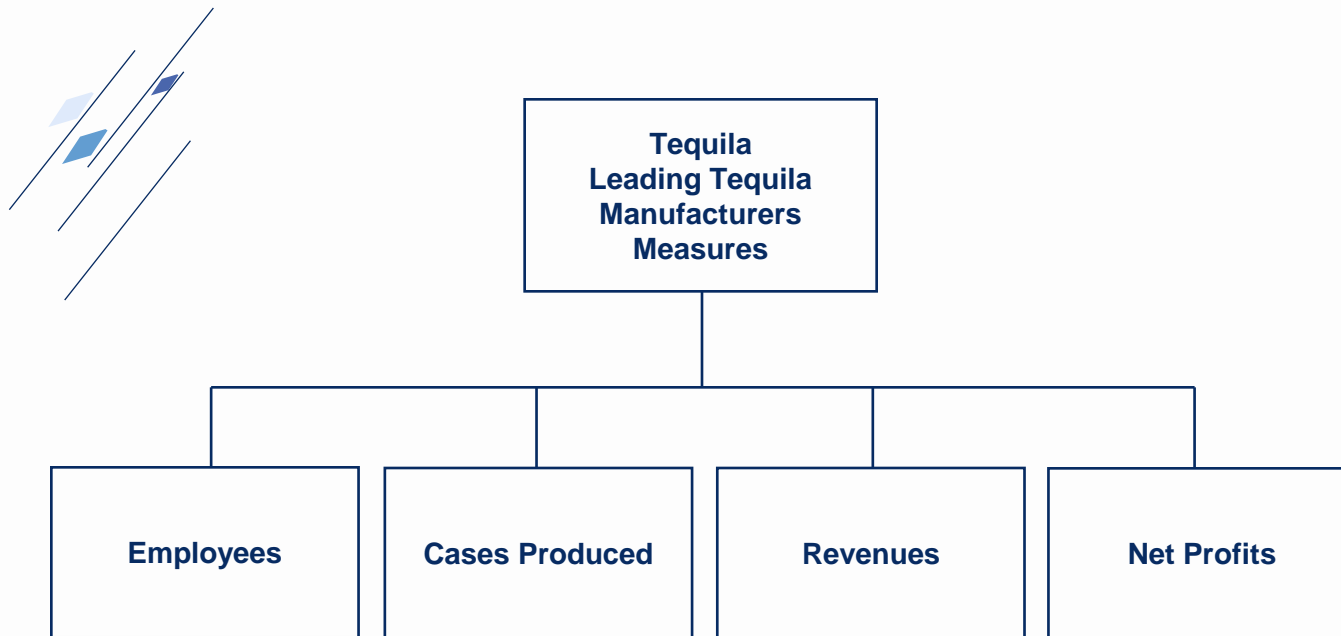 Tequila
Leading Tequila
Manufacturers
Measures
Employees
Cases Produced
Revenues
Net Profits